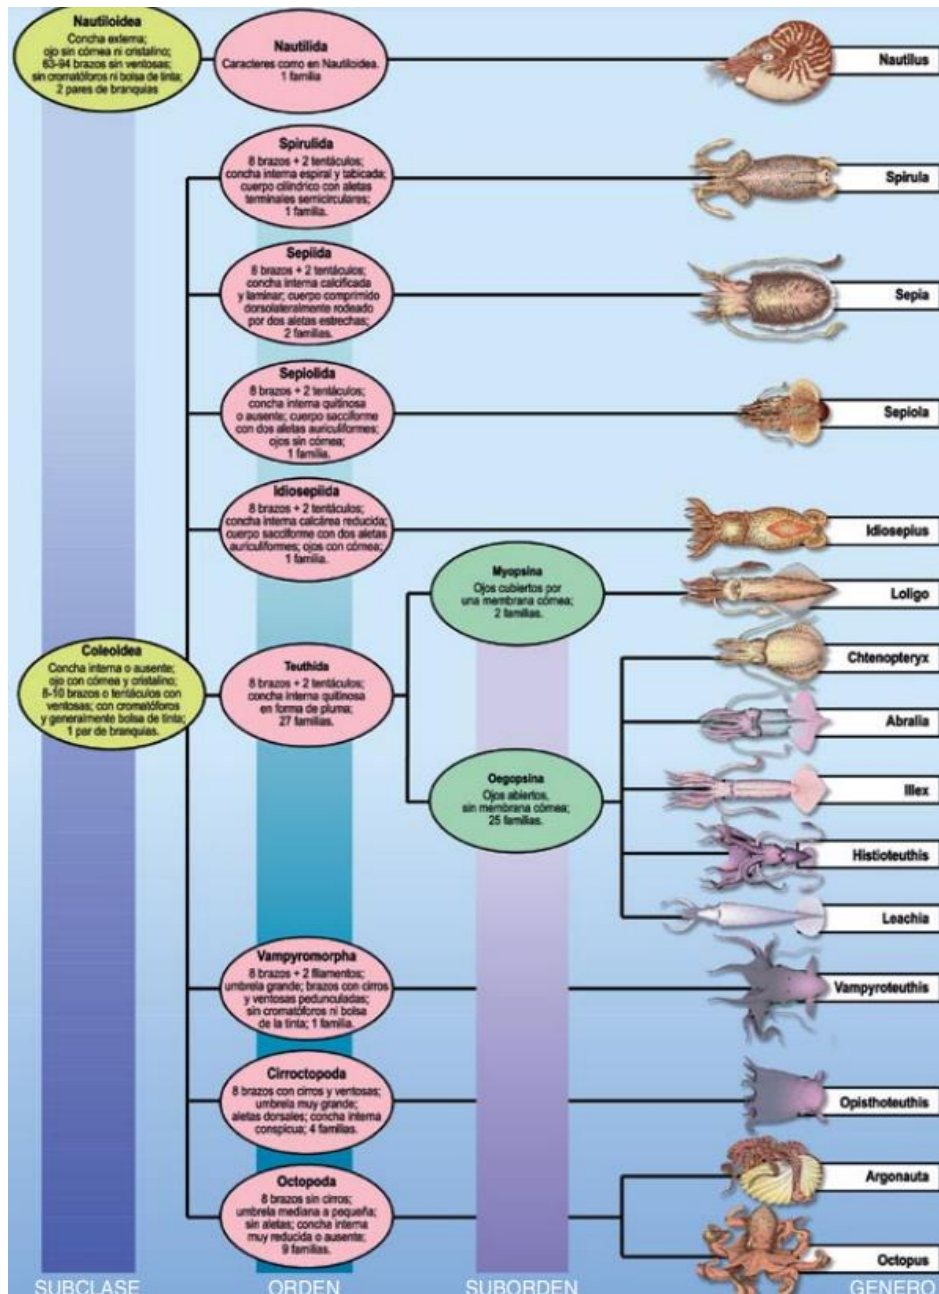 Nautiloidea
Concha externa;
ojo sin córnea ni cristalino;
63-94 brazos sin ventosas;
sin cromatóforos ni bolsa de tinta;
2 pares de branquias
Nautilida
Caracteres como en Nautiloidea.
1 familia
Nautilus
Spirulida
8 brazos + 2 tentáculos;
concha interna espiral y tabicada;
cuerpo cilíndrico con aletas
terminales semicirculares;
1 familia.
Spirula
Sepiida
8 brazos + 2 tentáculos;
concha interna calcificada
y laminar; cuerpo comprimido
dorsolateralmente rodeado
por dos aletas estrechas;
2 familias.
Sepia
Sepiolida
8 brazos + 2 tentáculos;
concha interna quitinosa
o ausente; cuerpo sacciforme
con dos aletas auriculiformes;
ojos sin córnea;
1 familia.
Sepiola
Idiosepiida
8 brazos + 2 tentáculos;
concha interna calcárea reducida;
cuerpo sacciforme con dos aletas
auriculiformes; ojos con córnea;
1 familia.
Idiosepius
Coleoidea
Concha interna o ausente;
ojo con córnea y cristalino;
8-10 brazos o tentáculos con
ventosas; con cromatóforos
y generalmente bolsa de tinta;
1 par de branquias.
Teuthida
8 brazos + 2 tentáculos;
concha interna quitinosa
en forma de pluma;
27 familias.
Myopsina
Ojos cubiertos por
una membrana córnea;
2 familias.
Loligo
Oegopsina
Ojos abiertos,
sin membrana córnea;
25 familias.
Chtenopteryx
Abralia
Illex
Histioteuthis
Leachia
Vampyromorpha
8 brazos + 2 filamentos;
umbrela grande; brazos con cirros
y ventosas pedunculadas;
sin cromatóforos ni bolsa
de la tinta; 1 familia.
Vampyroteuthis
Cirroctopoda
8 brazos con cirros y ventosas;
umbrela muy grande;
aletas dorsales; concha interna
conspicua; 4 familias.
Opisthoteuthis
Octopoda
8 brazos sin cirros;
umbrela mediana a pequeña;
sin aletas; concha interna
muy reducida o ausente;
9 familias.
Argonauta
Octopus
SUBCLASE
ORDEN
SUBORDEN
GENERO